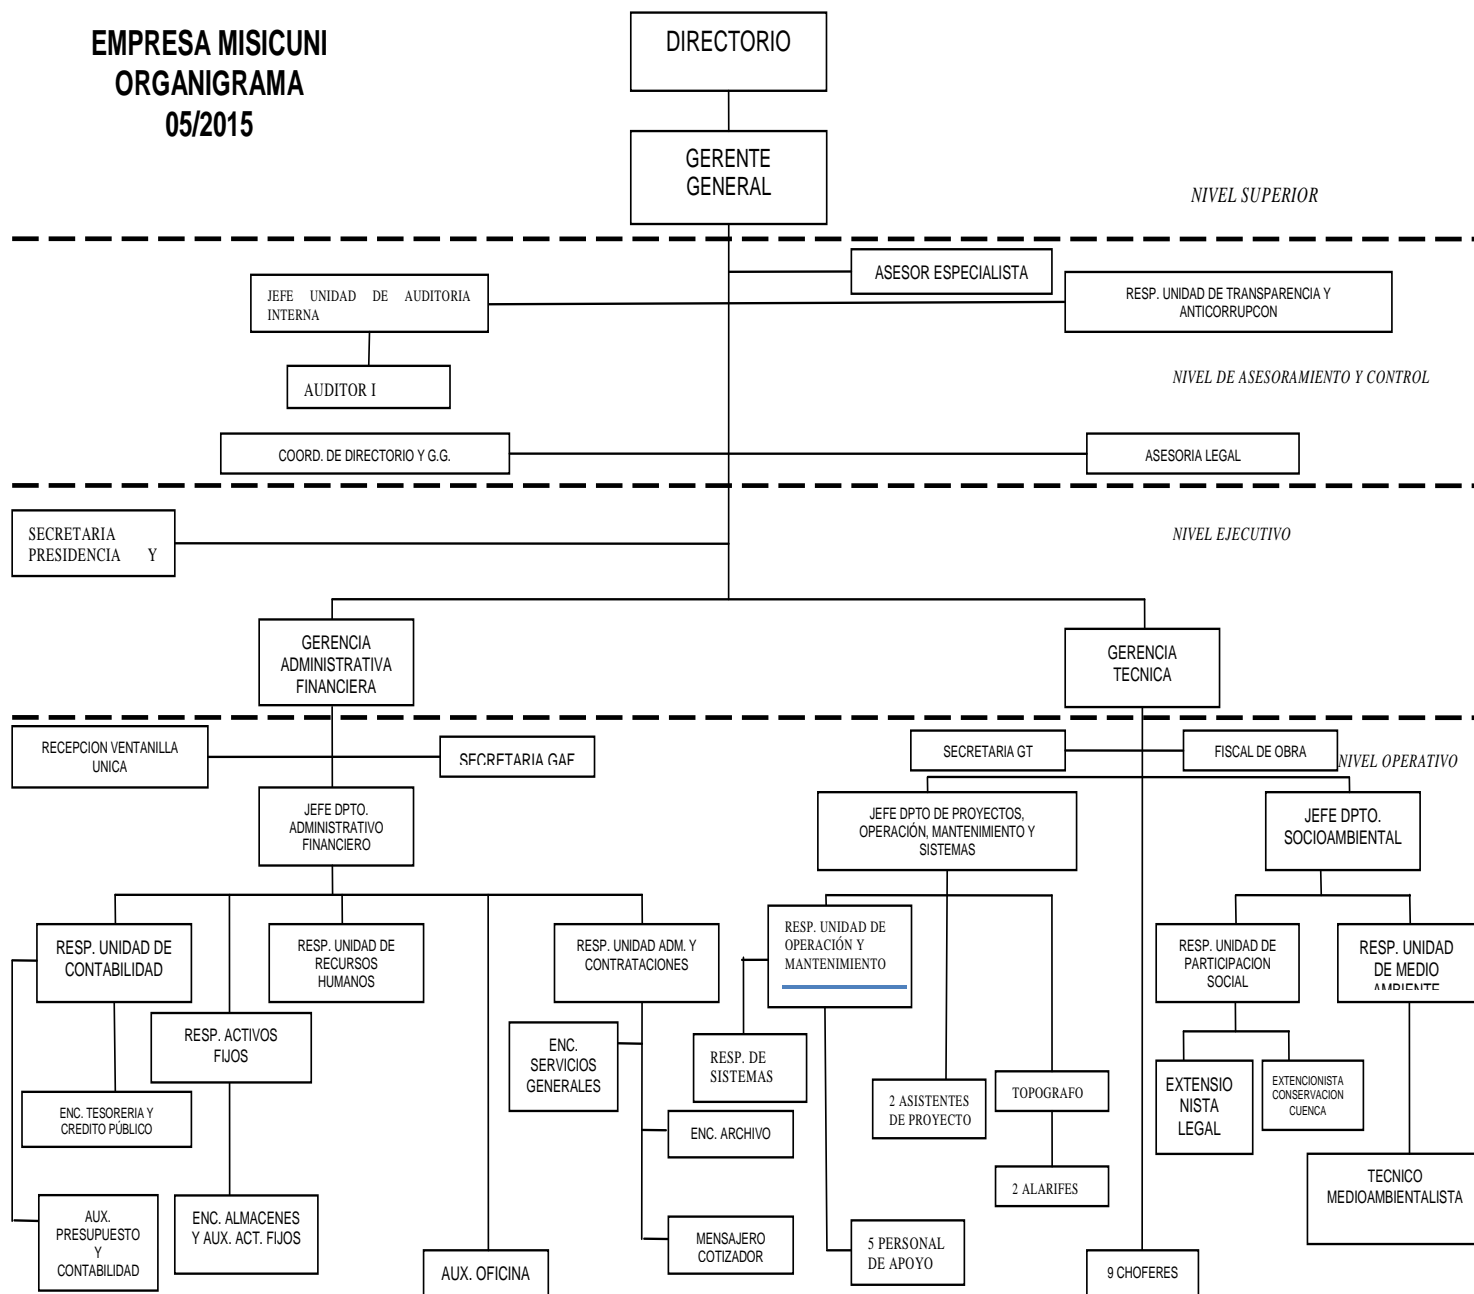 EMPRESA MISICUNI
ORGANIGRAMA
05/2015
DIRECTORIO
GERENTE
GENERAL
NIVEL SUPERIOR
ASESOR ESPECIALISTA
JEFE UNIDAD DE AUDITORIA
INTERNA
RESP. UNIDAD DE TRANSPARENCIA Y
ANTICORRUPCON
AUDITOR I
NIVEL DE ASESORAMIENTO Y CONTROL
COORD. DE DIRECTORIO Y G.G.
ASESORIA LEGAL
SECRETARIA
PRESIDENCIA Y
NIVEL EJECUTIVO
GERENCIA
ADMINISTRATIVA
FINANCIERA
GERENCIA
TECNICA
RECEPCION VENTANILLA
UNICA
SECRETARIA GAF
SECRETARIA GT
FISCAL DE OBRA
NIVEL OPERATIVO
JEFE DPTO.
ADMINISTRATIVO
FINANCIERO
JEFE DPTO DE PROYECTOS,
OPERACIÓN, MANTENIMIENTO Y
SISTEMAS
JEFE DPTO.
SOCIOAMBIENTAL
RESP. UNIDAD DE
CONTABILIDAD
RESP. UNIDAD DE
RECURSOS
HUMANOS
RESP. UNIDAD ADM. Y
CONTRATACIONES
RESP. UNIDAD DE
OPERACIÓN Y
MANTENIMIENTO
RESP. UNIDAD DE
PARTICIPACION
SOCIAL
RESP. UNIDAD
DE MEDIO
AMBIENTE
RESP. ACTIVOS
FIJOS
ENC.
SERVICIOS
GENERALES
RESP. DE
SISTEMAS
2 ASISTENTES
DE PROYECTO
TOPOGRAFO
EXTENSIO
NISTA
LEGAL
EXTENCIONISTA
CONSERVACION
CUENCA
ENC. TESORERIA Y
CREDITO PÚBLICO
ENC. ARCHIVO
2 ALARIFES
TECNICO
MEDIOAMBIENTALISTA
AUX.
PRESUPUESTO
Y
CONTABILIDAD
ENC. ALMACENES
Y AUX. ACT. FIJOS
MENSAJERO
COTIZADOR
5 PERSONAL
DE APOYO
AUX. OFICINA
9 CHOFERES